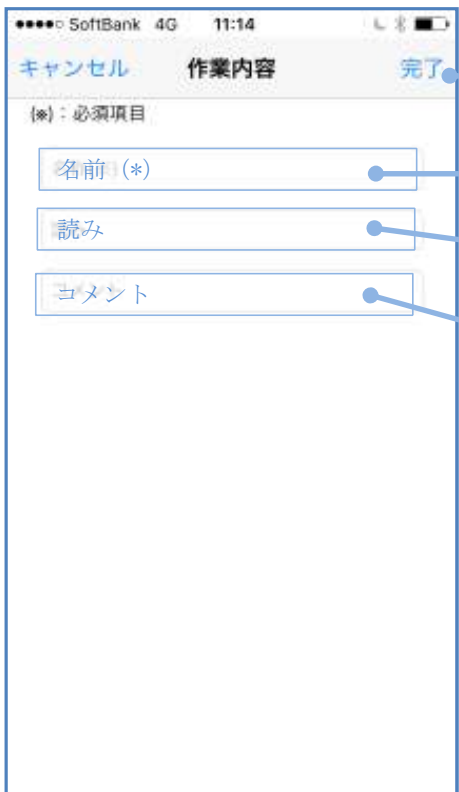 SoftBank 4G 11:14
キャンセル 作業内容 完了
(※)：必須項目
名前 (*)
読み
コメント